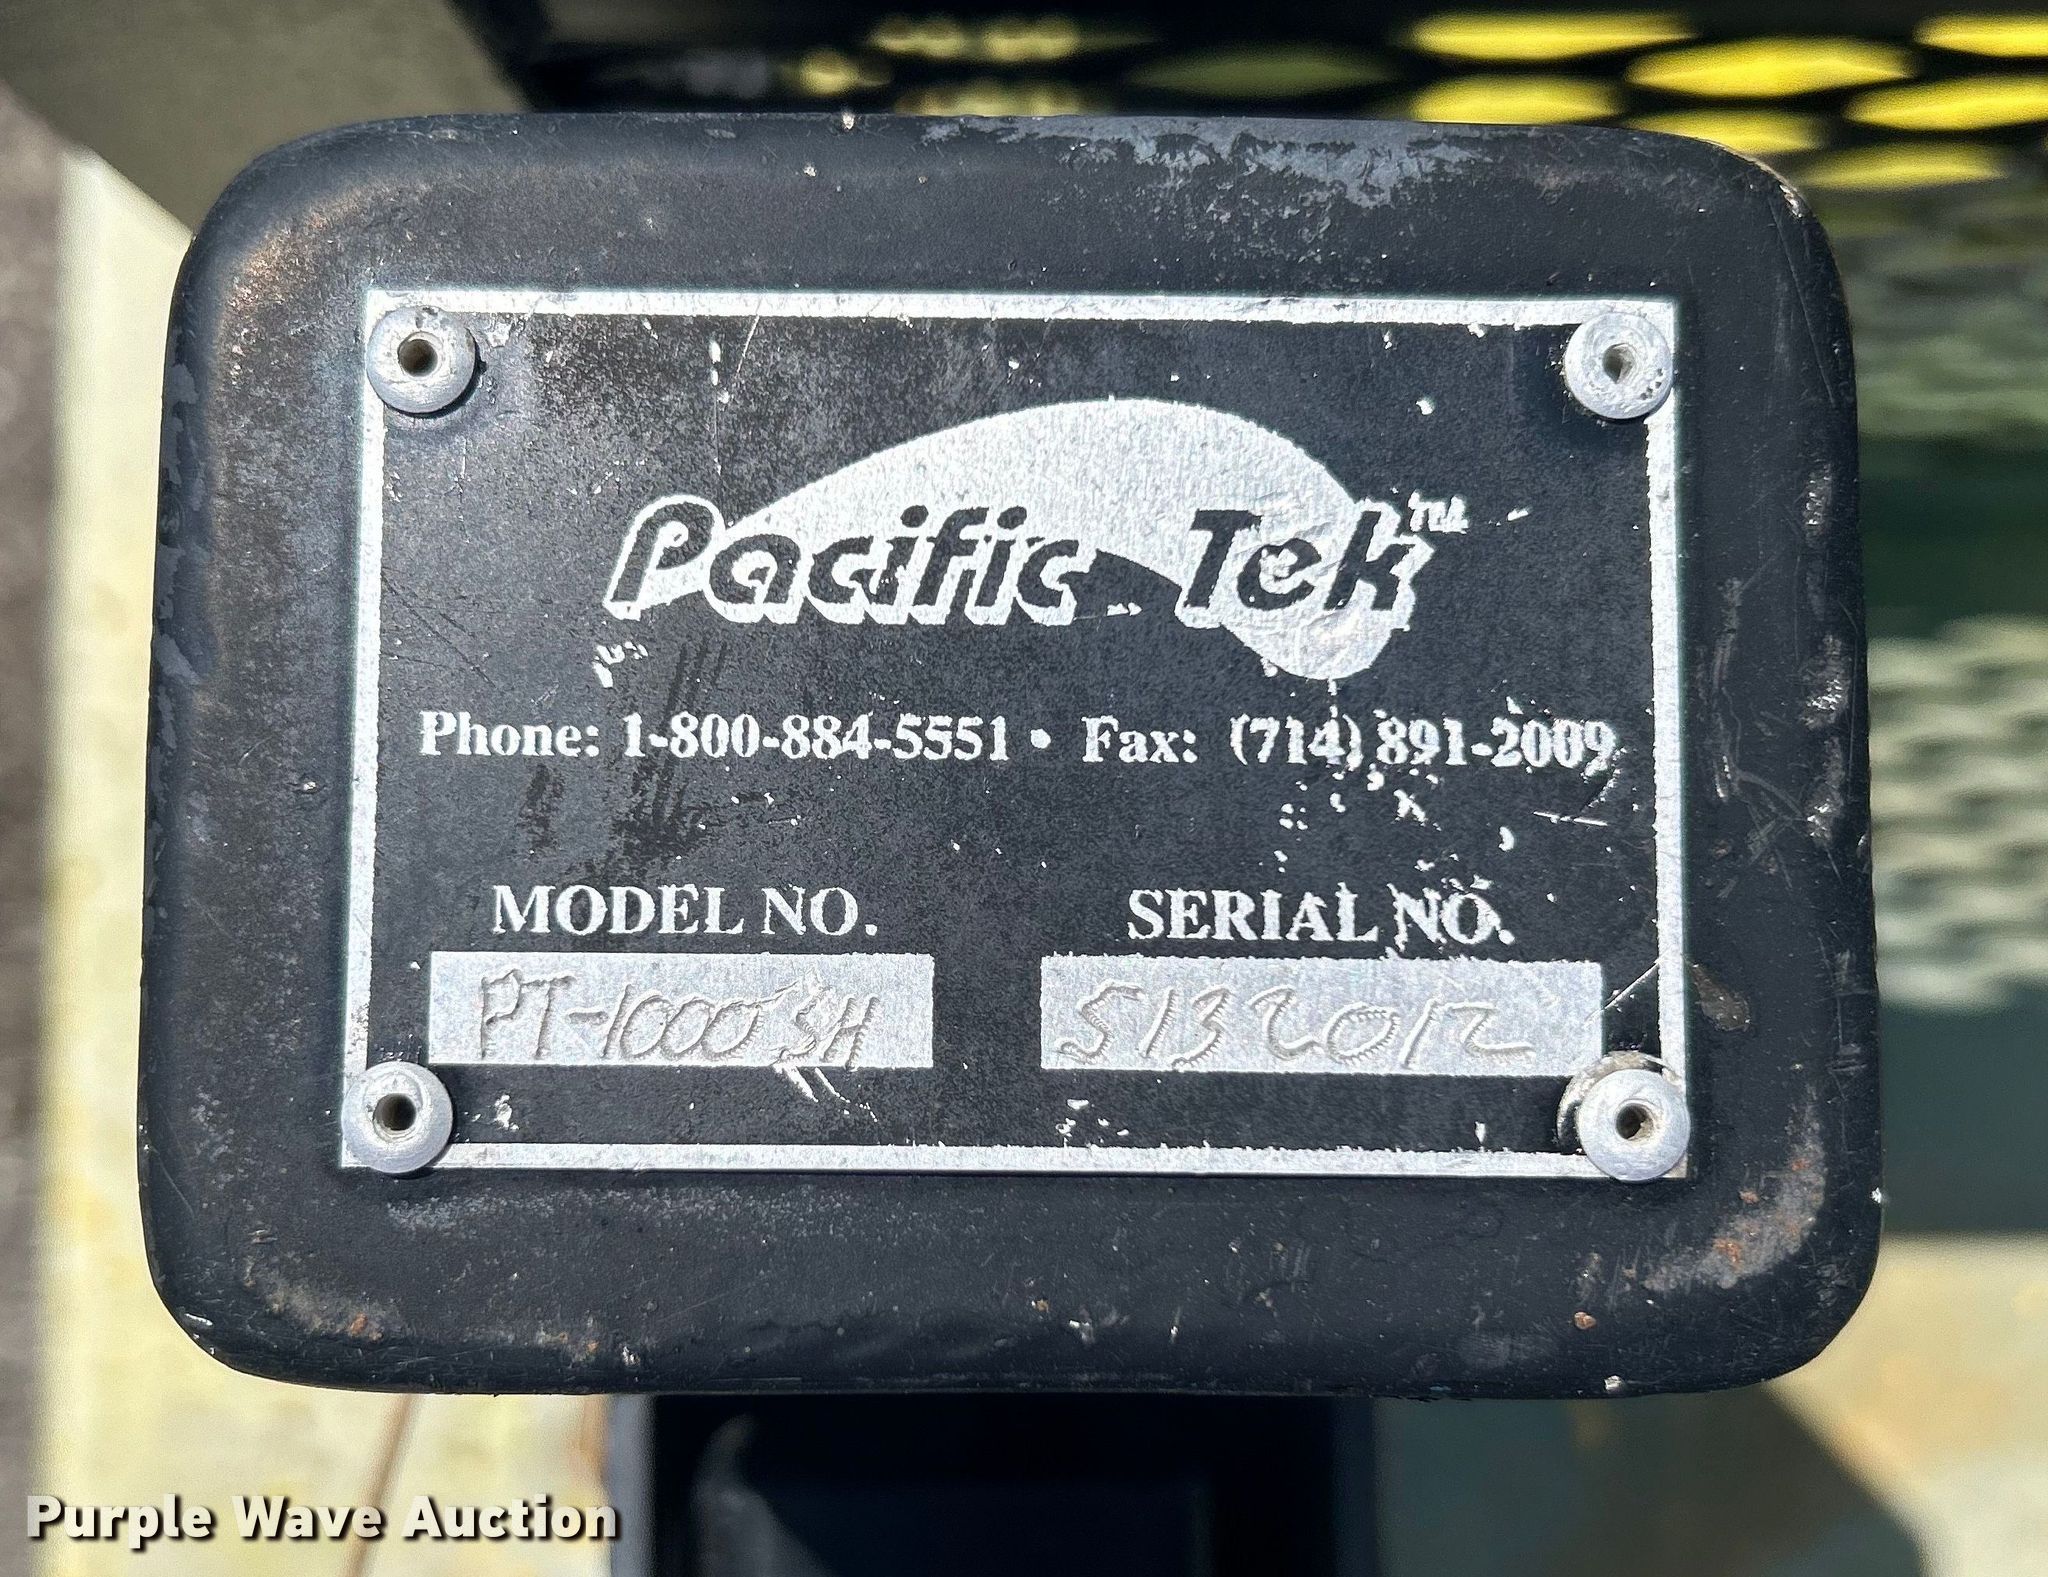 Pacific Tek™
Phone: 1-800-884-5551 • Fax: (714) 891-2009
MODEL NO. SERIAL NO.
PT-1000SH 5132012
Purple Wave Auction